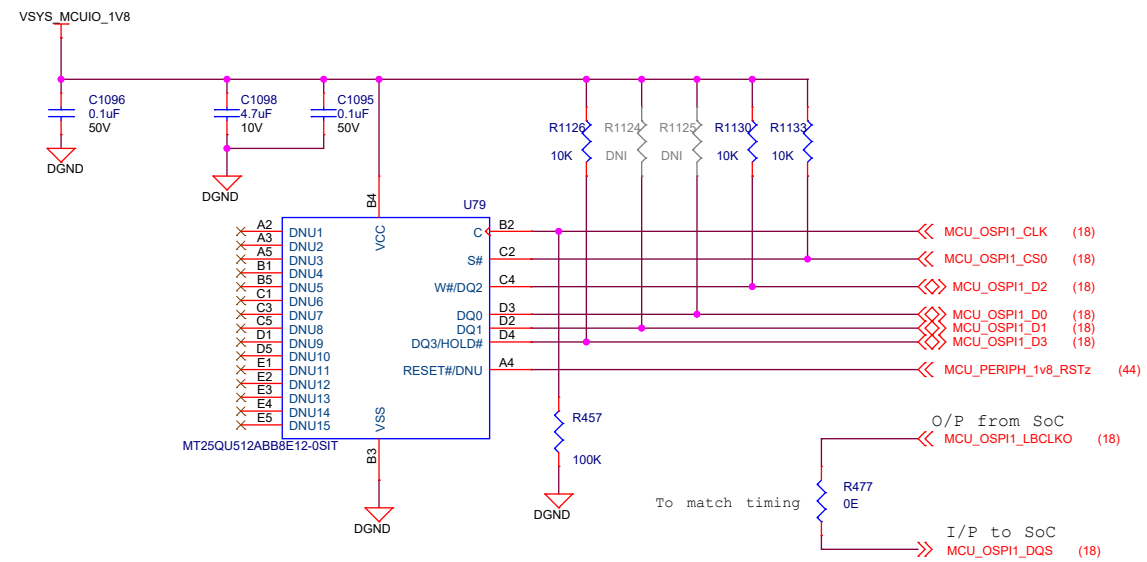 VSYS_MCUIO_1V8
C1096
0.1uF
50V
DGND
C1098
4.7uF
10V
C1095
0.1uF
50V
DGND
R1126
10K
R1124
DNI
R1125
DNI
R1130
10K
R1133
10K
U79
B4
VCC
A2 DNU1
A3 DNU2
A5 DNU3
B1 DNU4
B5 DNU5
C1 DNU6
C3 DNU7
C5 DNU8
D1 DNU9
D5 DNU10
E1 DNU11
E2 DNU12
E3 DNU13
E4 DNU14
E5 DNU15
C B2
S# C2
W#/DQ2 C4
DQ0 D3
DQ1 D2
DQ3/HOLD# D4
RESET#/DNU A4
VSS
B3
MT25QU512ABB8E12-0SIT
DGND
R457
100K
DGND
MCU_OSPI1_CLK (18)
MCU_OSPI1_CS0 (18)
MCU_OSPI1_D2 (18)
MCU_OSPI1_D0 (18)
MCU_OSPI1_D1 (18)
MCU_OSPI1_D3 (18)
MCU_PERIPH_1v8_RSTz (44)
O/P from SoC
MCU_OSPI1_LBCLKO (18)
R477
0E
To match timing
I/P to SoC
MCU_OSPI1_DQS (18)